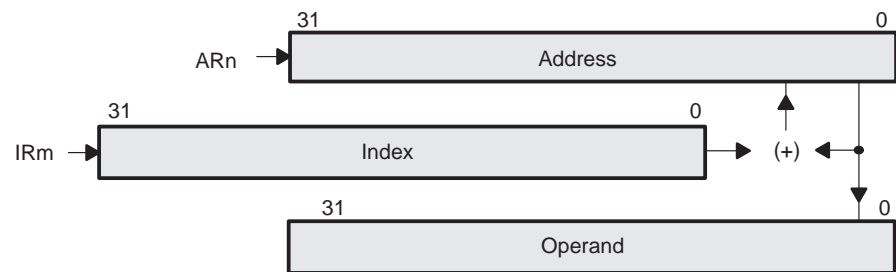 31 0
ARn Address
31 0
IRm Index (+)
31 0
Operand